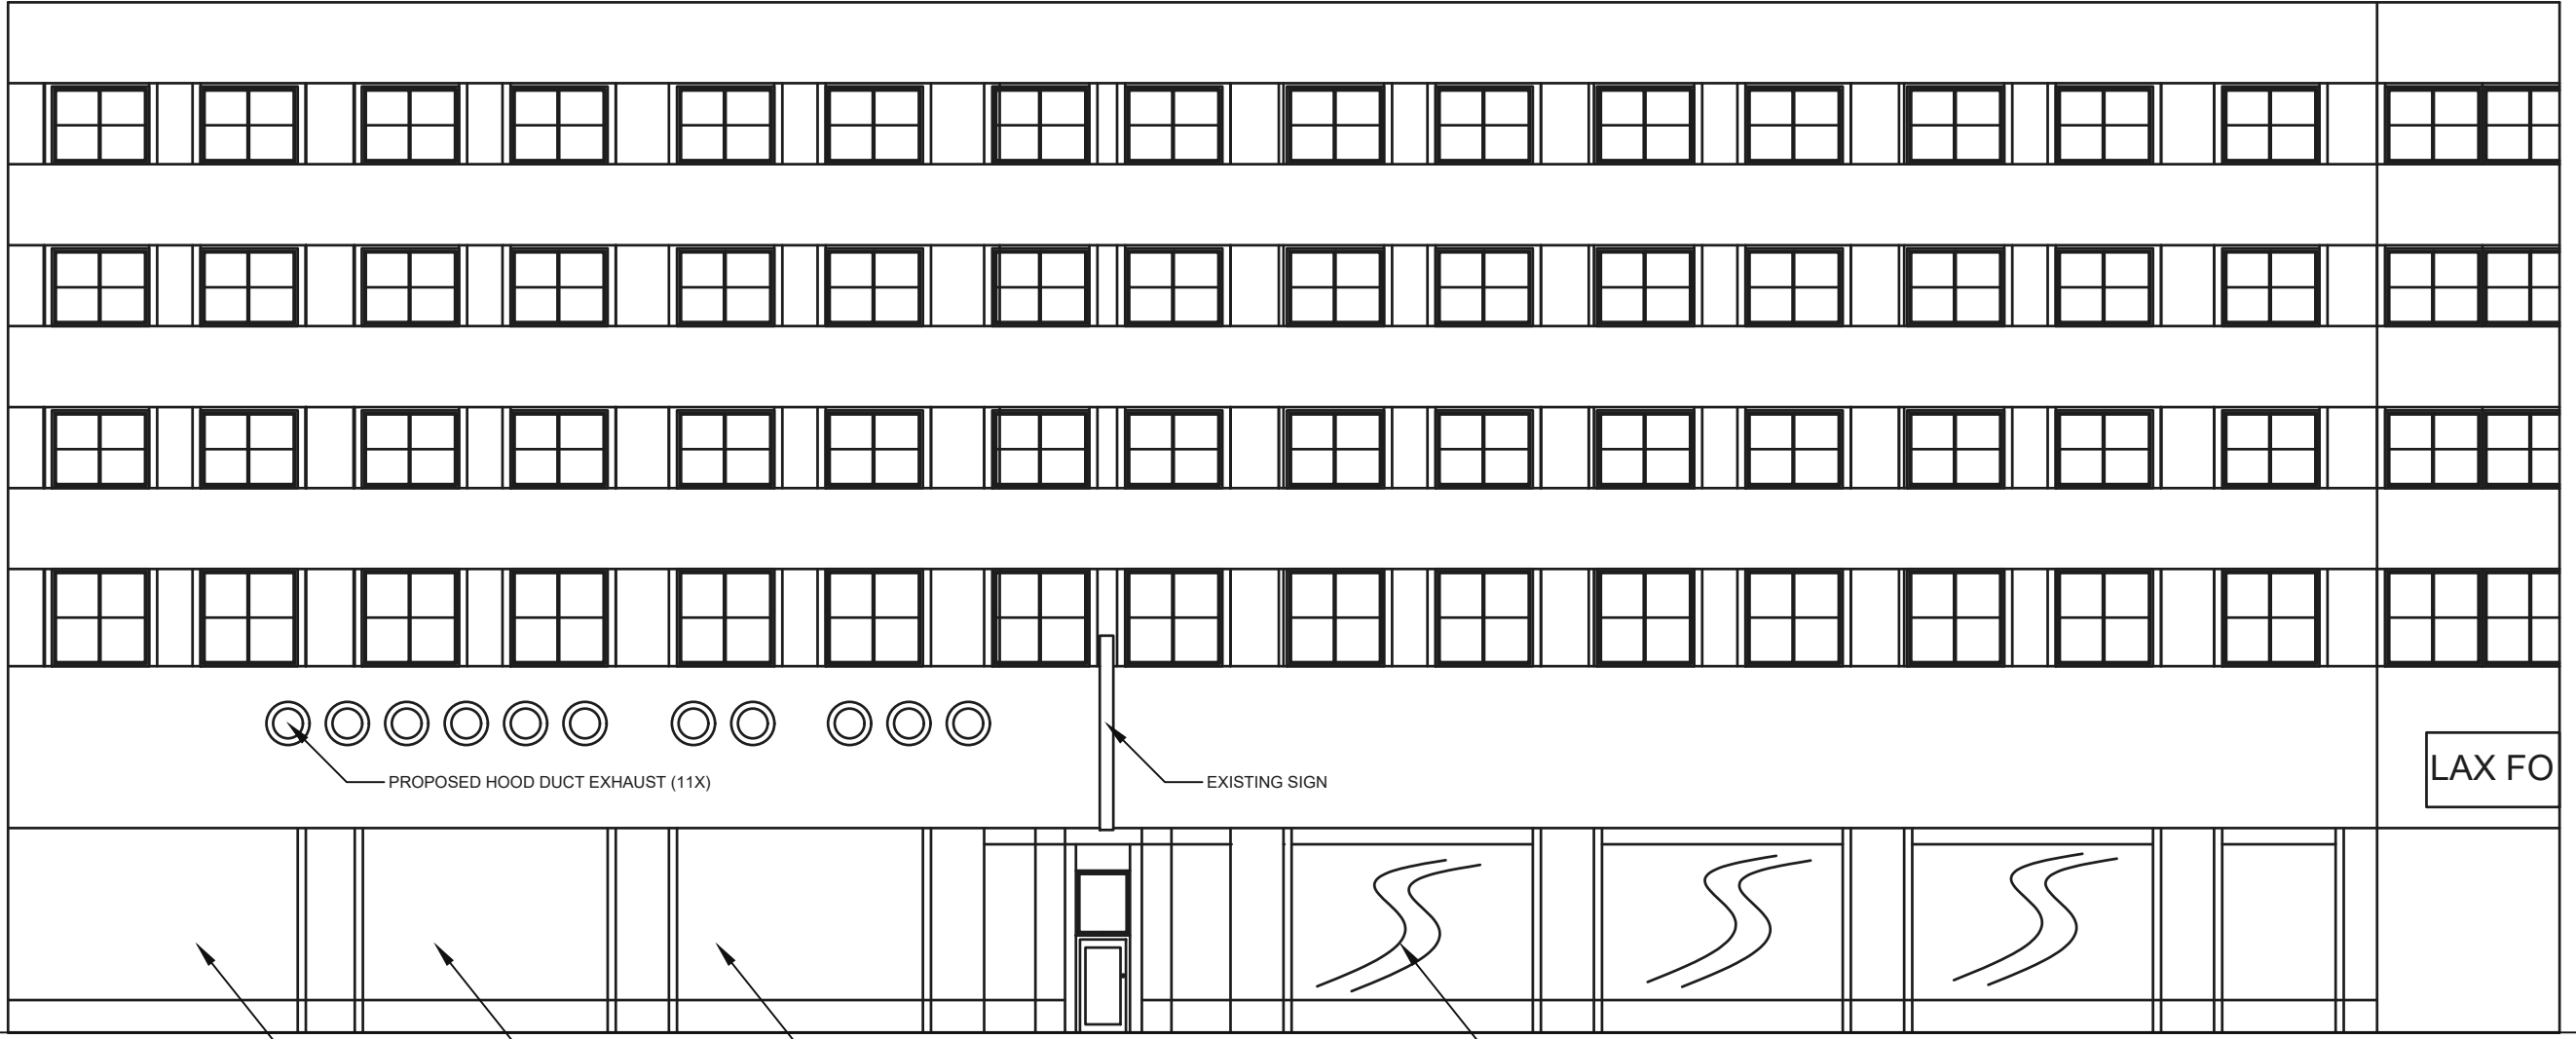 PROPOSED HOOD DUCT EXHAUST (11X)
EXISTING SIGN
LAX FO